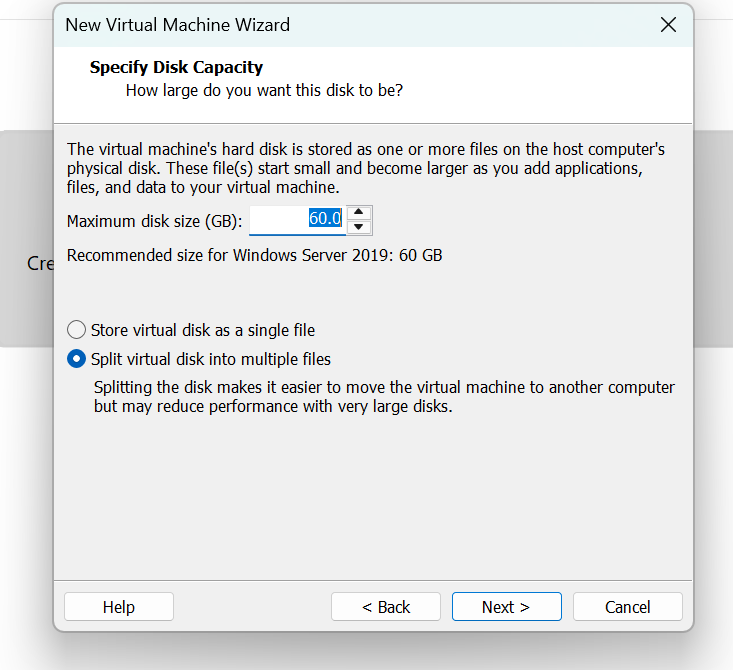 New Virtual Machine Wizard
Specify Disk Capacity
How large do you want this disk to be?
The virtual machine's hard disk is stored as one or more files on the host computer's
physical disk. These file(s) start small and become larger as you add applications,
files, and data to your virtual machine.
Maximum disk size (GB): 60.0
Recommended size for Windows Server 2019: 60 GB
Cre
Store virtual disk as a single file
Split virtual disk into multiple files
Splitting the disk makes it easier to move the virtual machine to another computer
but may reduce performance with very large disks.
Help < Back Next > Cancel